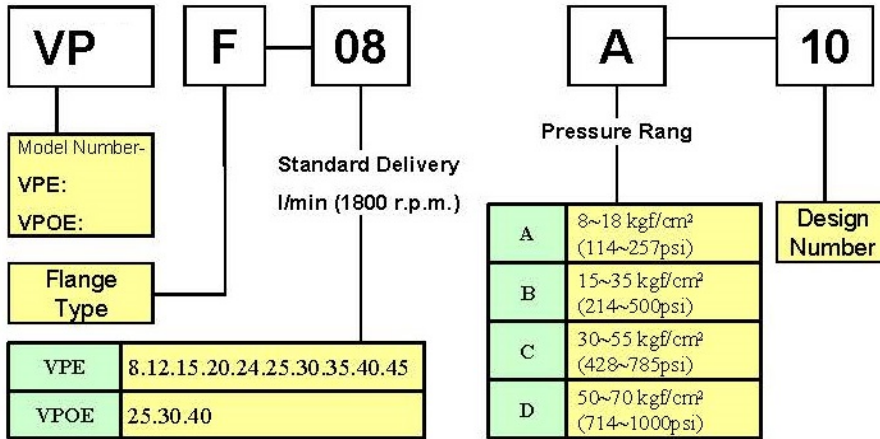 VP F 08 A 10
Model Number-
VPE:
VPOE:
Flange
Type
Standard Delivery
l/min (1800 r.p.m.)
VPE 8.12.15.20.24.25.30.35.40.45
VPOE 25.30.40
Pressure Rang
A 8~18 kgf/cm²
(114~257psi)
B 15~35 kgf/cm²
(214~500psi)
C 30~55 kgf/cm²
(428~785psi)
D 50~70 kgf/cm²
(714~1000psi)
Design
Number